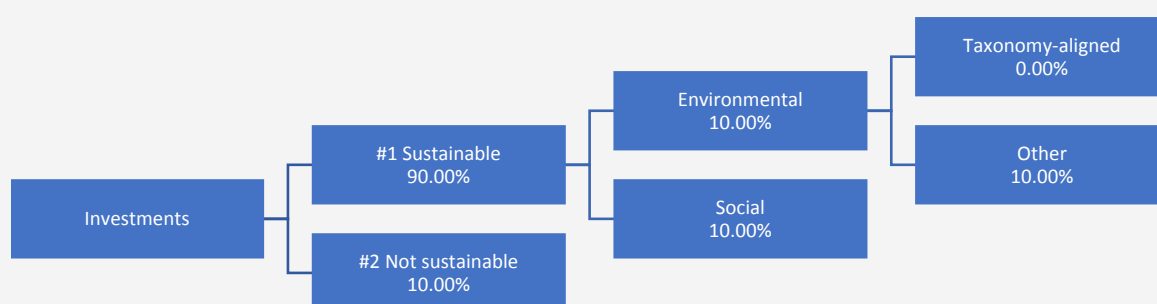 Investments
#1 Sustainable
90.00%
#2 Not sustainable
10.00%
Environmental
10.00%
Social
10.00%
Taxonomy-aligned
0.00%
Other
10.00%